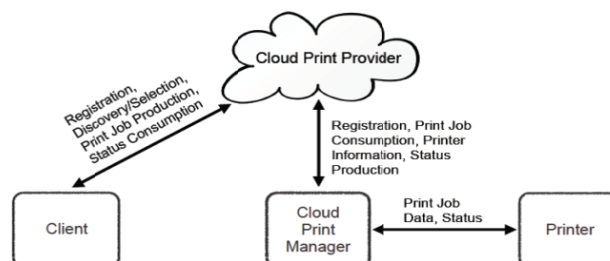 Cloud Print Provider
Registration,
Discovery/Selection,
Print Job Production,
Status Consumption
Registration, Print Job
Consumption, Printer
Information, Status
Production
Client
Cloud
Print
Manager
Print Job
Data, Status
Printer